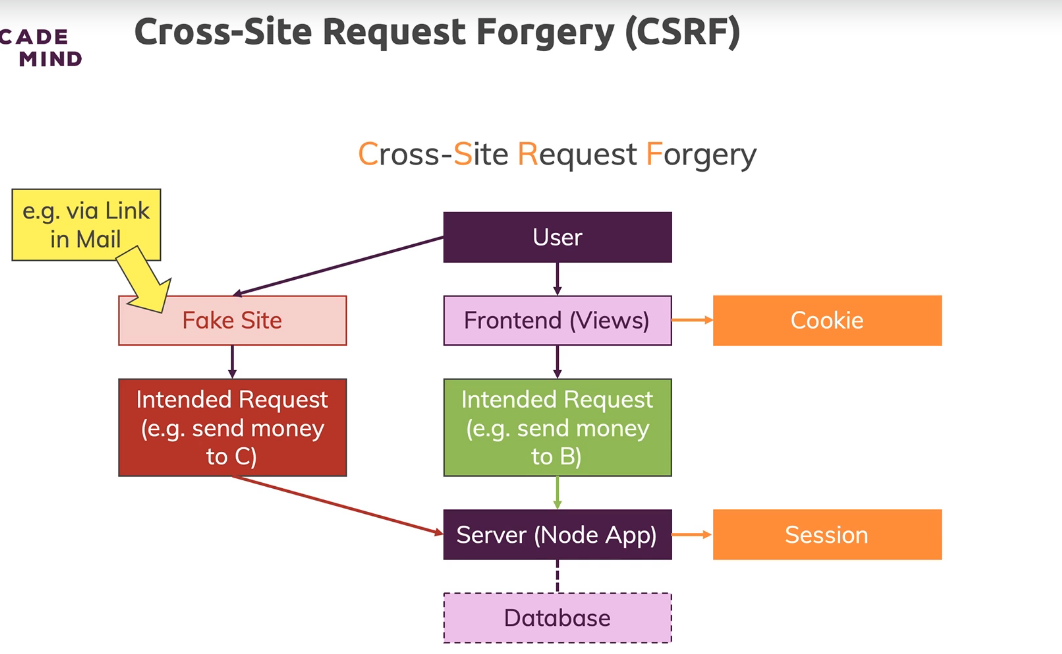 CADE
MIND
Cross-Site Request Forgery (CSRF)
Cross-Site Request Forgery
e.g. via Link
in Mail
User
Fake Site
Frontend (Views)
Cookie
Intended Request
(e.g. send money
to C)
Intended Request
(e.g. send money
to B)
Server (Node App)
Session
Database